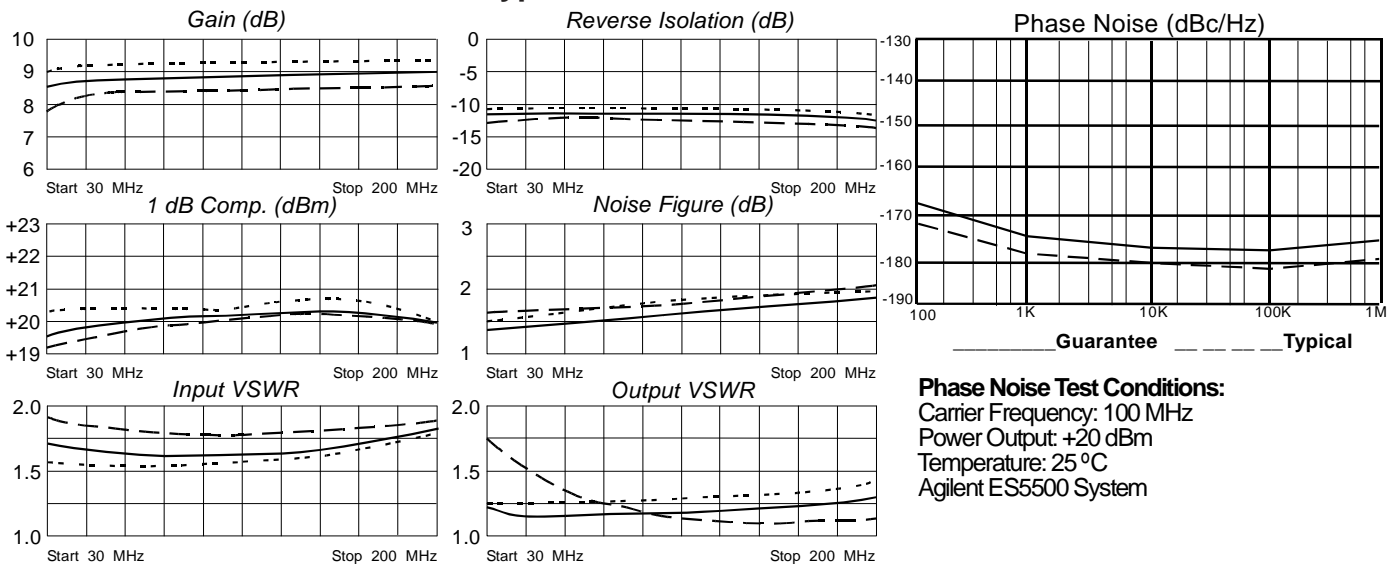 Gain (dB)
10
9
8
7
6
Start 30 MHz
Stop 200 MHz
Reverse Isolation (dB)
0
-5
-10
-15
-20
Start 30 MHz
Stop 200 MHz
Phase Noise (dBc/Hz)
-130
-140
-150
-160
-170
-180
-190
100
1K
10K
100K
1M
Guarantee
Typical
1 dB Comp. (dBm)
+23
+22
+21
+20
+19
Start 30 MHz
Stop 200 MHz
Noise Figure (dB)
3
2
1
Start 30 MHz
Stop 200 MHz
Input VSWR
2.0
1.5
1.0
Start 30 MHz
Stop 200 MHz
Output VSWR
2.0
1.5
1.0
Start 30 MHz
Stop 200 MHz
Phase Noise Test Conditions:
Carrier Frequency: 100 MHz
Power Output: +20 dBm
Temperature: 25 ºC
Agilent ES5500 System